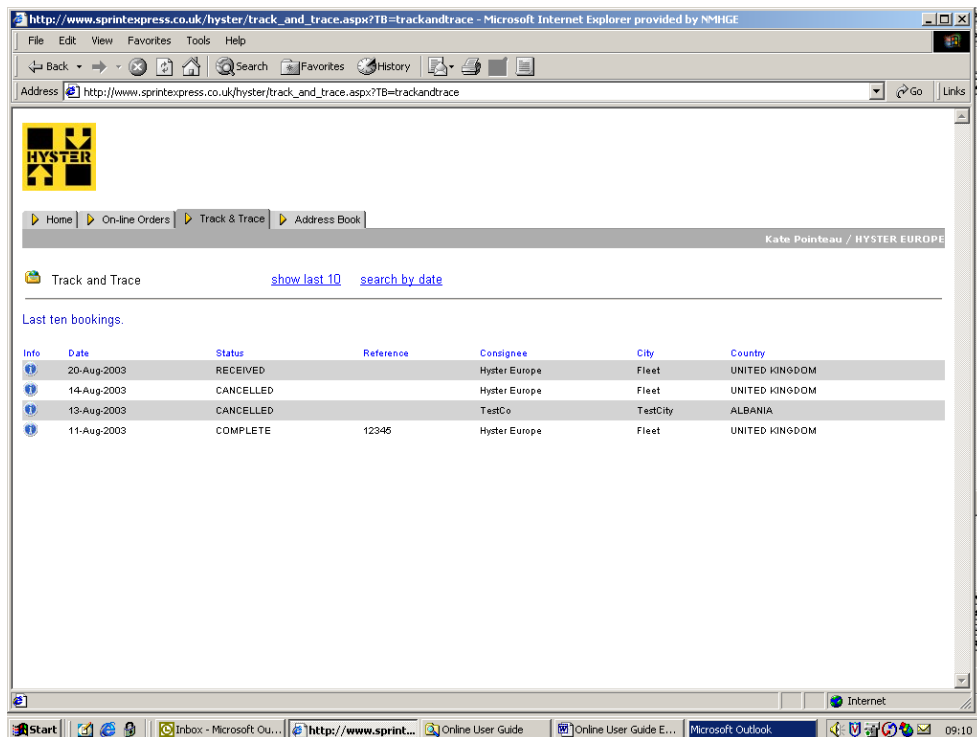 http://www.sprintexpress.co.uk/hyster/track_and_trace.aspx?TB=trackandtrace - Microsoft Internet Explorer provided by NMHGE
File Edit View Favorites Tools Help
Back Search Favorites History
Address http://www.sprintexpress.co.uk/hyster/track_and_trace.aspx?TB=trackandtrace Go Links
HYSTER
Home On-line Orders Track & Trace Address Book
Kate Pointeau / HYSTER EUROPE
Track and Trace show last 10 search by date
Last ten bookings.
Info Date Status Reference Consignee City Country
20-Aug-2003 RECEIVED Hyster Europe Fleet UNITED KINGDOM
14-Aug-2003 CANCELLED Hyster Europe Fleet UNITED KINGDOM
13-Aug-2003 CANCELLED TestCo TestCity ALBANIA
11-Aug-2003 COMPLETE 12345 Hyster Europe Fleet UNITED KINGDOM
Internet
Start Inbox - Microsoft Ou... http://www.sprint... Online User Guide Online User Guide E... Microsoft Outlook 09:10